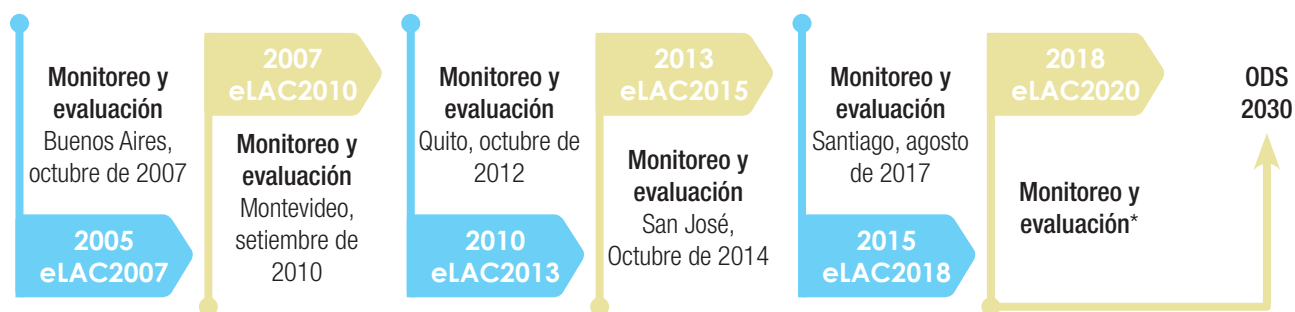 Monitoreo y
evaluación
Buenos Aires,
octubre de 2007
2005
eLAC2007
2007
eLAC2010
Monitoreo y
evaluación
Montevideo,
setiembre de
2010
Monitoreo y
evaluación
Quito, octubre de
2012
2010
eLAC2013
2013
eLAC2015
Monitoreo y
evaluación
San José,
Octubre de 2014
Monitoreo y
evaluación
Santiago, agosto
de 2017
2015
eLAC2018
2018
eLAC2020
Monitoreo y
evaluación*
ODS
2030